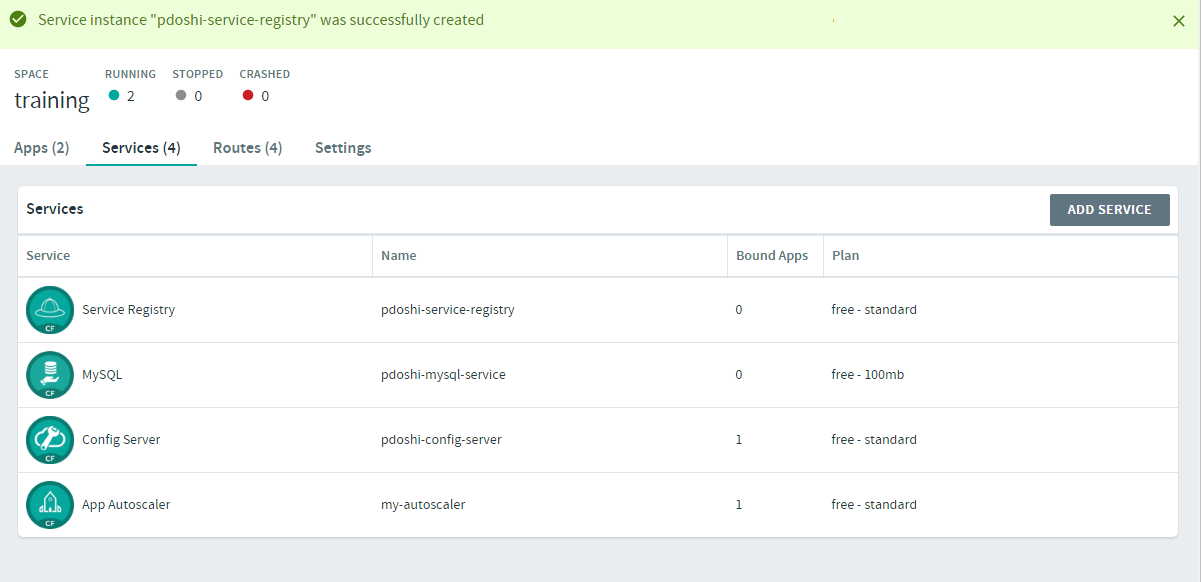 Service instance "pdoshi-service-registry" was successfully created
SPACE RUNNING STOPPED CRASHED
training 2 0 0
Apps (2) Services (4) Routes (4) Settings
Services ADD SERVICE
Service Name Bound Apps Plan
CF Service Registry pdoshi-service-registry 0 free - standard
CF MySQL pdoshi-mysql-service 0 free - 100mb
CF Config Server pdoshi-config-server 1 free - standard
CF App Autoscaler my-autoscaler 1 free - standard